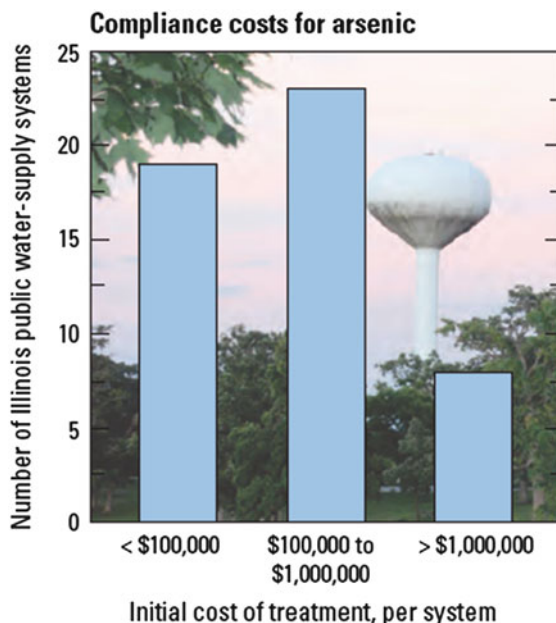 Compliance costs for arsenic
Number of Illinois public water-supply systems
25
20
15
10
5
0
< $100,000
$100,000 to
$1,000,000
> $1,000,000
Initial cost of treatment, per system